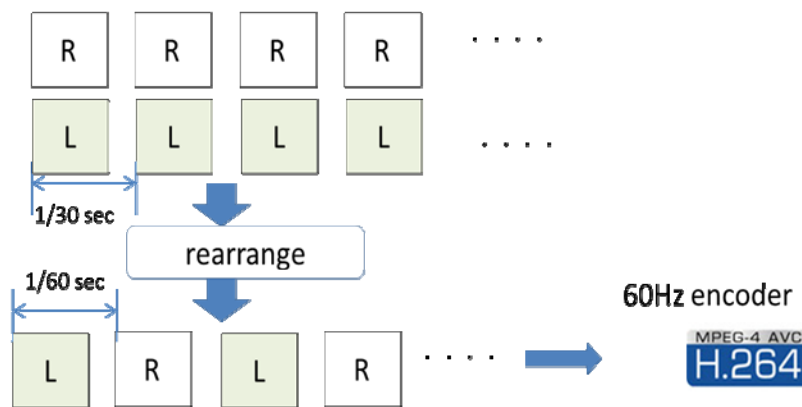 R R R R . . . .
L L L L . . . .
1/30 sec
rearrange
1/60 sec
60Hz encoder
L R L R . . . .
MPEG-4 AVC
H.264